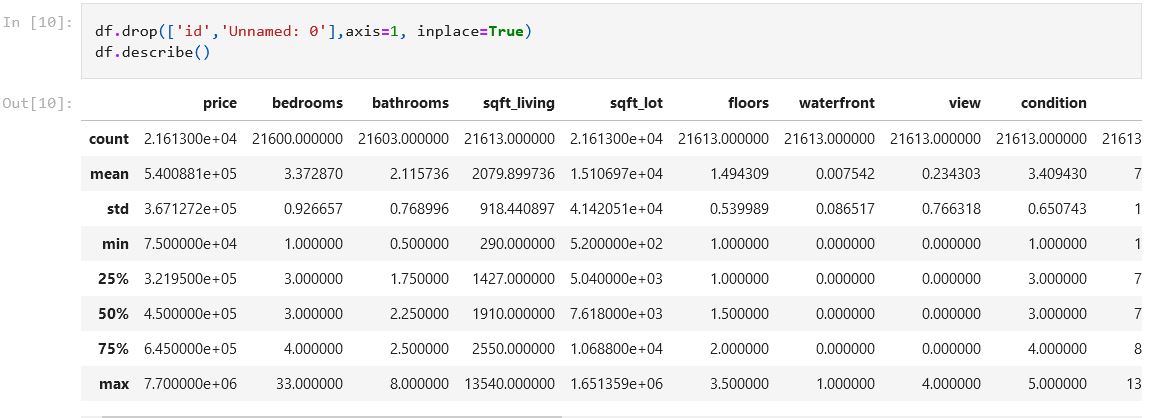 In [10]:
df.drop(['id','Unnamed: 0'],axis=1, inplace=True)
df.describe()
Out[10]:
price bedrooms bathrooms sqft_living sqft_lot floors waterfront view condition
count 2.161300e+04 21600.000000 21603.000000 21613.000000 2.161300e+04 21613.000000 21613.000000 21613.000000 21613.000000 21613
mean 5.400881e+05 3.372870 2.115736 2079.899736 1.510697e+04 1.494309 0.007542 0.234303 3.409430 7
std 3.671272e+05 0.926657 0.768996 918.440897 4.142051e+04 0.539989 0.086517 0.766318 0.650743 1
min 7.500000e+04 1.000000 0.500000 290.000000 5.200000e+02 1.000000 0.000000 0.000000 1.000000 1
25% 3.219500e+05 3.000000 1.750000 1427.000000 5.040000e+03 1.000000 0.000000 0.000000 3.000000 7
50% 4.500000e+05 3.000000 2.250000 1910.000000 7.618000e+03 1.500000 0.000000 0.000000 3.000000 7
75% 6.450000e+05 4.000000 2.500000 2550.000000 1.068800e+04 2.000000 0.000000 0.000000 4.000000 8
max 7.700000e+06 33.000000 8.000000 13540.000000 1.651359e+06 3.500000 1.000000 4.000000 5.000000 13